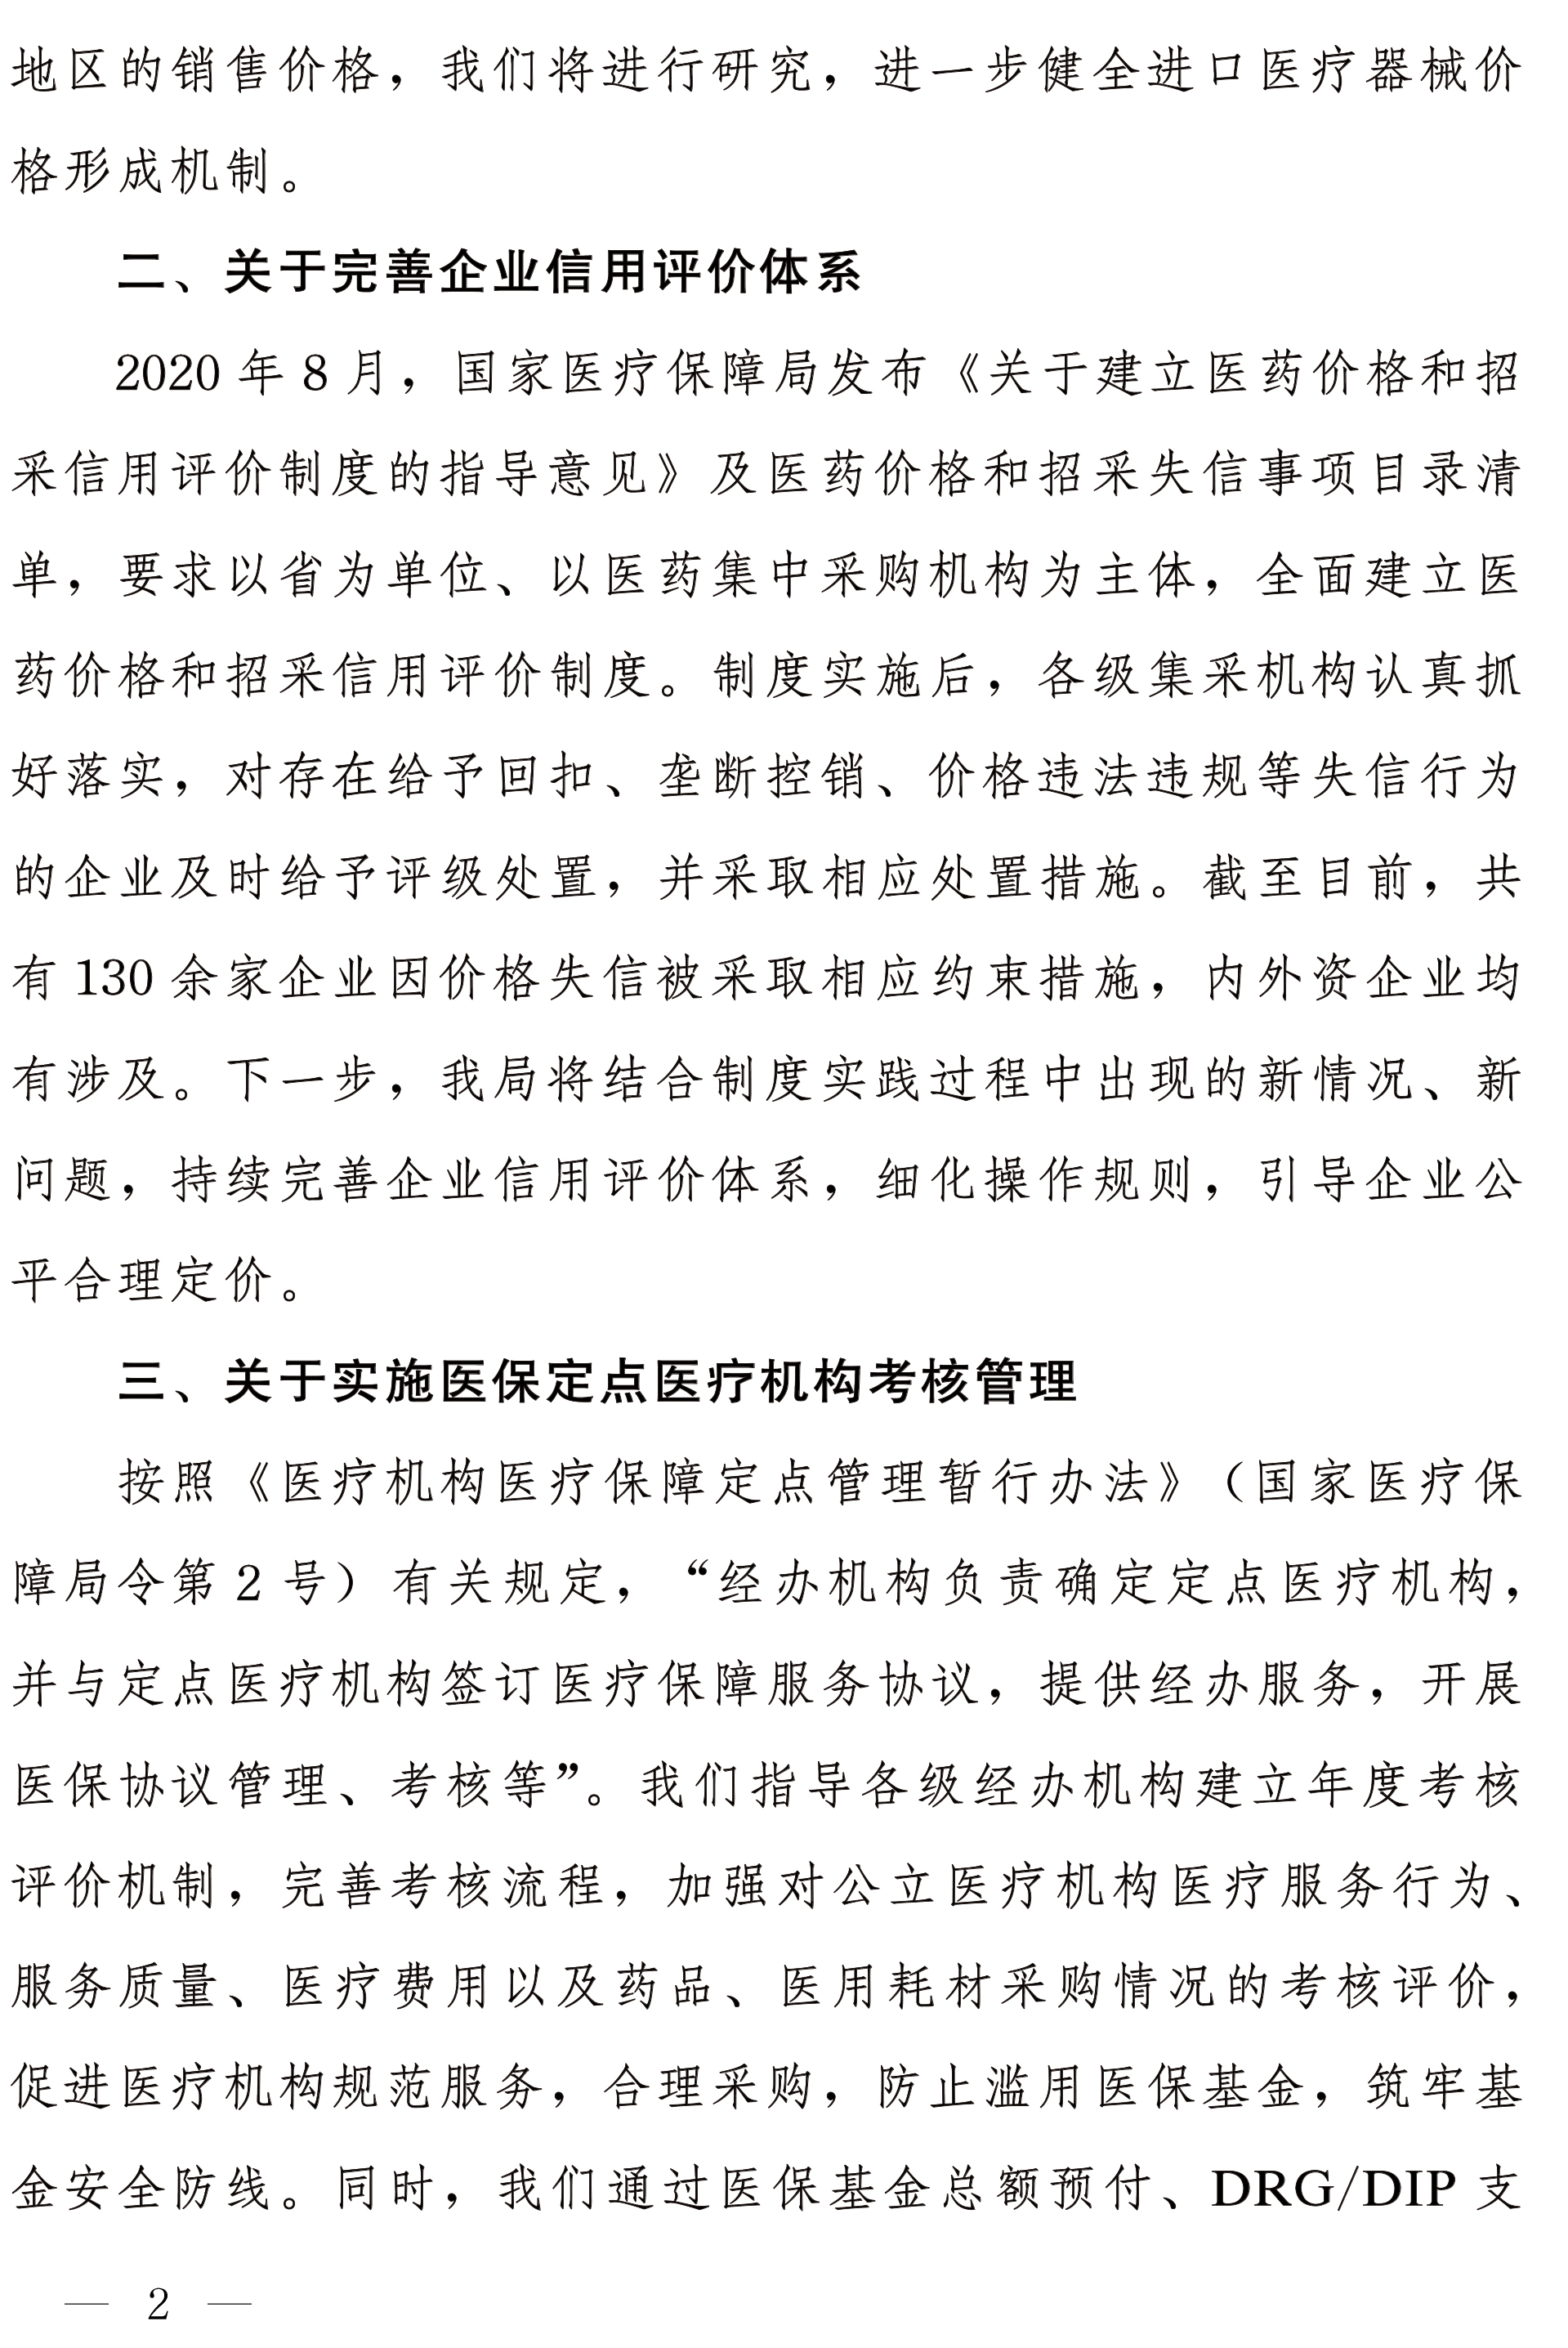 地区的销售价格，我们将进行研究，进一步健全进口医疗器械价
格形成机制。
二、关于完善企业信用评价体系
2020 年 8 月，国家医疗保障局发布《关于建立医药价格和招
采信用评价制度的指导意见》及医药价格和招采失信事项目录清
单，要求以省为单位、以医药集中采购机构为主体，全面建立医
药价格和招采信用评价制度。制度实施后，各级集采机构认真抓
好落实，对存在给予回扣、垄断控销、价格违法违规等失信行为
的企业及时给予评级处置，并采取相应处置措施。截至目前，共
有 130 余家企业因价格失信被采取相应约束措施，内外资企业均
有涉及。下一步，我局将结合制度实践过程中出现的新情况、新
问题，持续完善企业信用评价体系，细化操作规则，引导企业公
平合理定价。
三、关于实施医保定点医疗机构考核管理
按照《医疗机构医疗保障定点管理暂行办法》（国家医疗保
障局令第 2 号）有关规定，“经办机构负责确定定点医疗机构，
并与定点医疗机构签订医疗保障服务协议，提供经办服务，开展
医保协议管理、考核等”。我们指导各级经办机构建立年度考核
评价机制，完善考核流程，加强对公立医疗机构医疗服务行为、
服务质量、医疗费用以及药品、医用耗材采购情况的考核评价，
促进医疗机构规范服务，合理采购，防止滥用医保基金，筑牢基
金安全防线。同时，我们通过医保基金总额预付、DRG/DIP 支
— 2 —